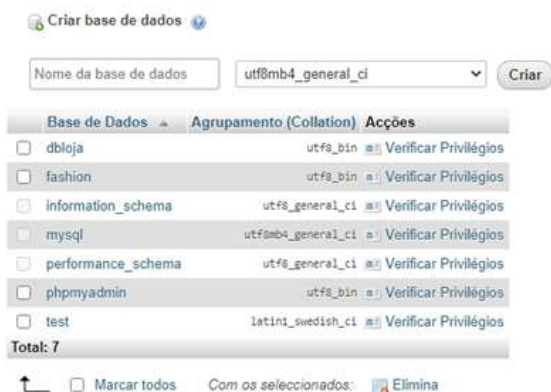 Criar base de dados
Nome da base de dados utf8mb4_general_ci Criar
Base de Dados Agrupamento (Collation) Acções
dbloja utf8_bin Verificar Privilégios
fashion utf8_bin Verificar Privilégios
information_schema utf8_general_ci Verificar Privilégios
mysql utf8mb4_general_ci Verificar Privilégios
performance_schema utf8_general_ci Verificar Privilégios
phpmyadmin utf8_bin Verificar Privilégios
test latin1_swedish_ci Verificar Privilégios
Total: 7
Marcar todos Com os seleccionados: Elimina